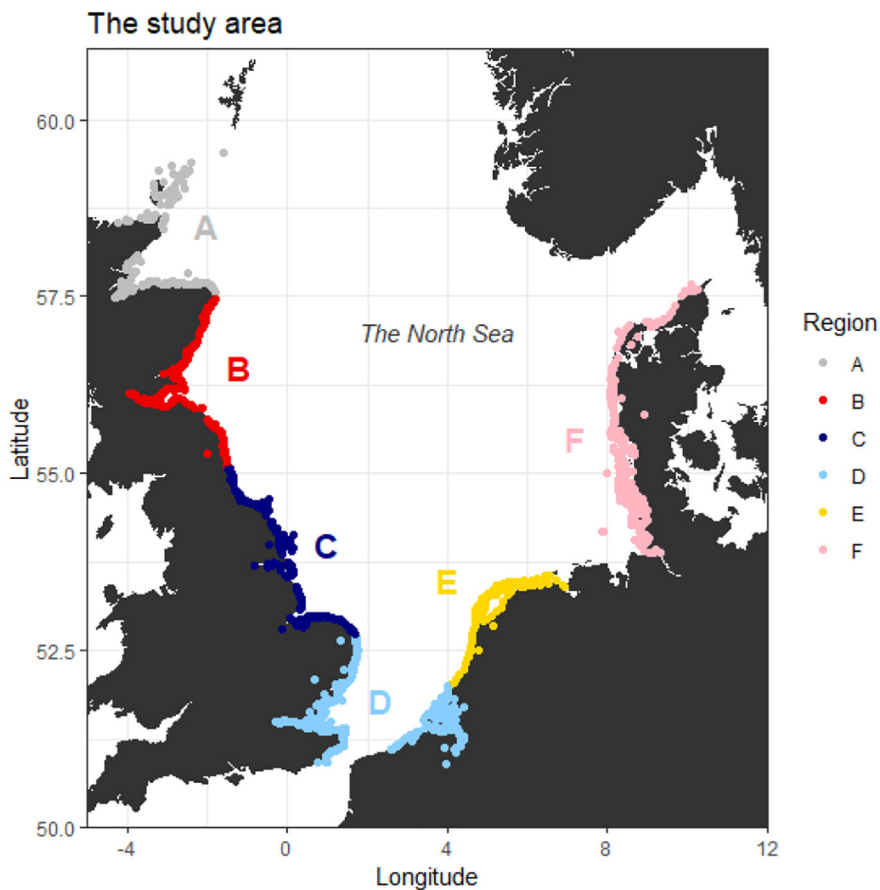 The study area
60.0
57.5
55.0
52.5
50.0
Latitude
-4
0
4
8
12
Longitude
A
B
C
D
E
F
The North Sea
Region
A
B
C
D
E
F